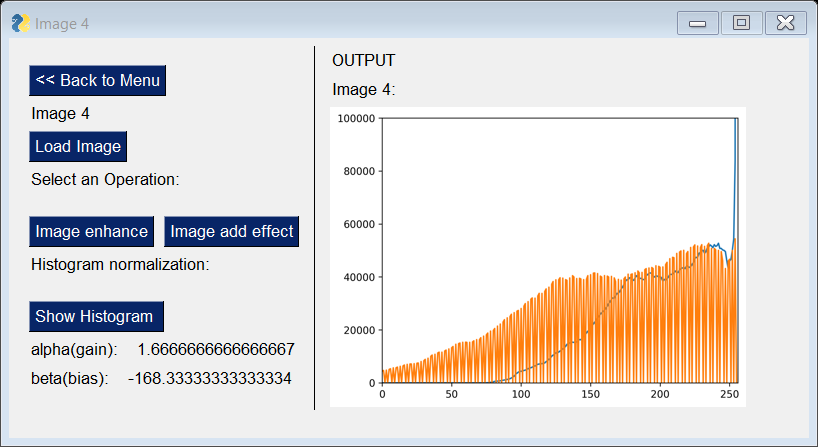 Image 4
<< Back to Menu
Image 4
Load Image
Select an Operation:
Image enhance Image add effect
Histogram normalization:
Show Histogram
alpha(gain): 1.6666666666666667
beta(bias): -168.33333333333334
OUTPUT
Image 4:
100000
80000
60000
40000
20000
0
0 50 100 150 200 250